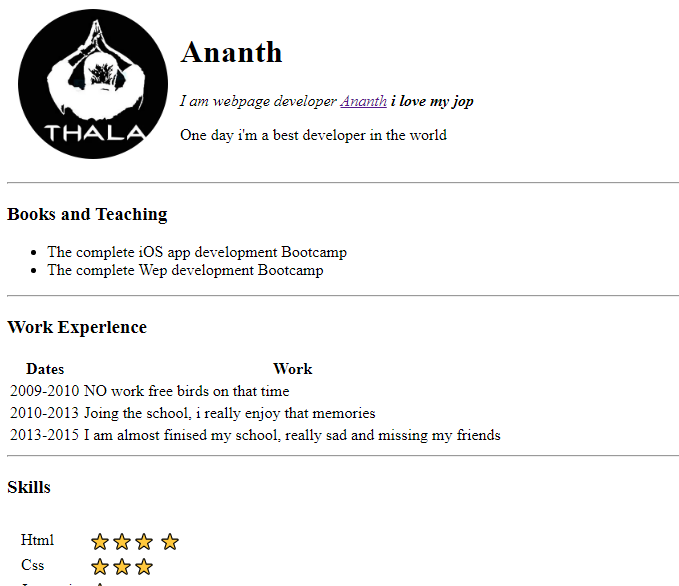 THALA
Ananth
I am webpage developer Ananth i love my jop
One day i'm a best developer in the world
Books and Teaching
The complete iOS app development Bootcamp
The complete Wep development Bootcamp
Work Experlence
Dates Work
2009-2010 NO work free birds on that time
2010-2013 Joing the school, i really enjoy that memories
2013-2015 I am almost finised my school, really sad and missing my friends
Skills
Html
Css